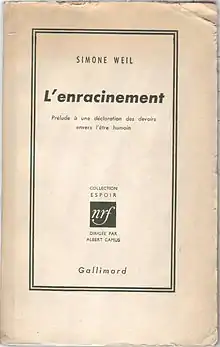 SIMONE WEIL
L'enracinement
Prélude à une déclaration des devoirs
envers l'être humain
COLLECTION
ESPOIR
nrf
DIRIGÉE PAR
ALBERT CAMUS
Gallimard